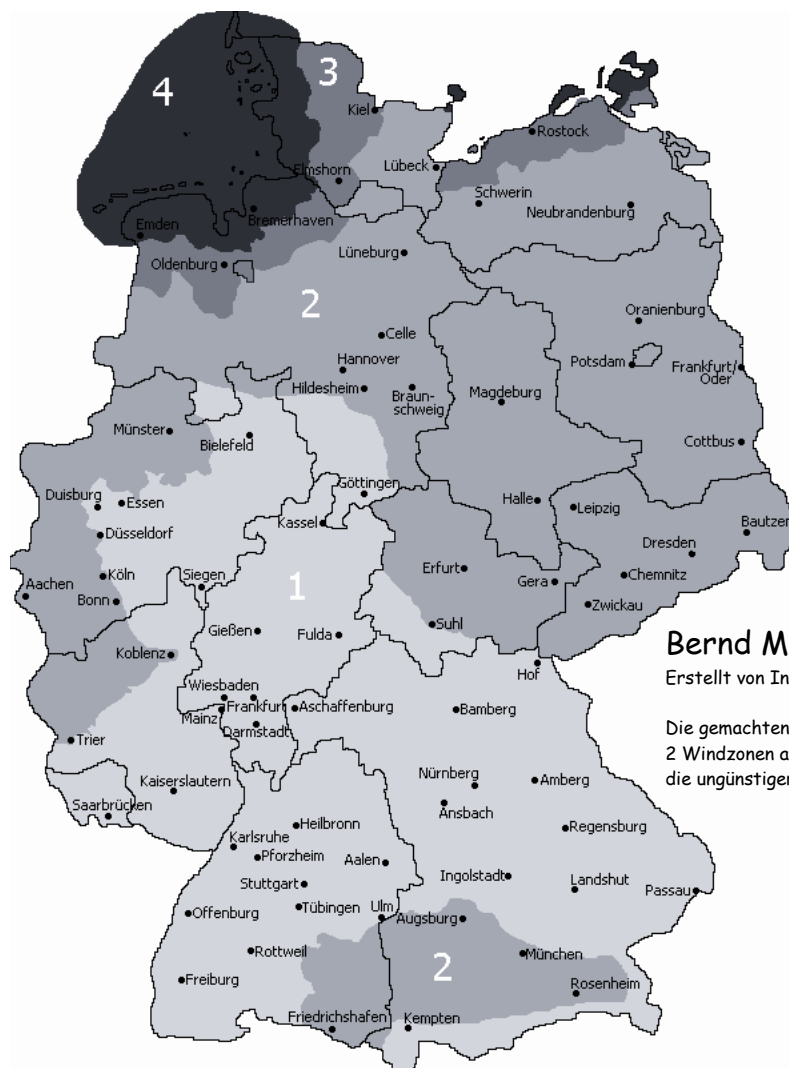 4
3
Kiel
Rostock
Elmshorn
Lübeck
Schwerin
Neubrandenburg
Emden
Bremerhaven
Lüneburg
Oldenburg
2
Oranienburg
Celle
Hannover
Potsdam
Frankfurt/
Oder
Hildesheim
Braun-
schweig
Magdeburg
Münster
Bielefeld
Cottbus
Göttingen
Duisburg
Essen
Halle
Leipzig
Kassel
Düsseldorf
Bautzen
Dresden
Erfurt
Gera
Chemnitz
Köln
Siegen
1
Aachen
Bonn
Zwickau
Suhl
Gießen
Fulda
Koblenz
Hof
Bernd M
Erstellt von In
Wiesbaden
Frankfurt
Aschaffenburg
Bamberg
Mainz
Darmstadt
Die gemachten
2 Windzonen a
die ungünstiger
Trier
Nürnberg
Amberg
Kaiserslautern
Saarbrücken
Ansbach
Heilbronn
Regensburg
Karlsruhe
Pforzheim
Aalen
Stuttgart
Ingolstadt
Landshut
Passau
Offenburg
Tübingen
Ulm
Augsburg
Rottweil
München
2
Freiburg
Rosenheim
Friedrichshafen
Kempten